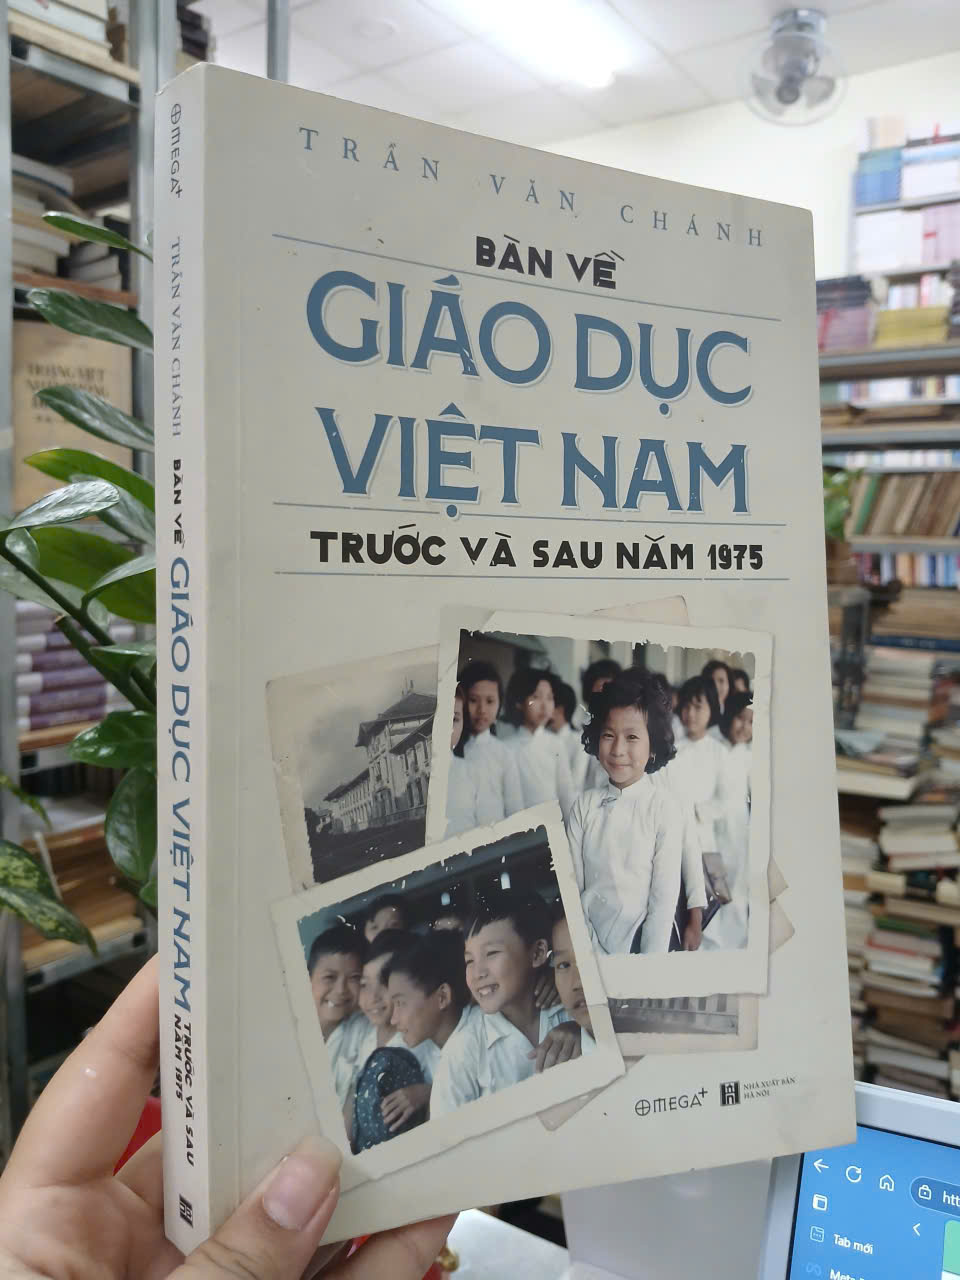 TRẦN VĂN CHÁNH
BÀN VỀ
GIÁO DỤC
VIỆT NAM
TRƯỚC VÀ SAU NĂM 1975
OMEGA+
NHÀ XUẤT BẢN
HÀ NỘI
OMEGA+
TRẦN VĂN CHÁNH
BÀN VỀ
GIÁO DỤC VIỆT NAM
TRƯỚC VÀ SAU
NĂM 1975
Tab mới